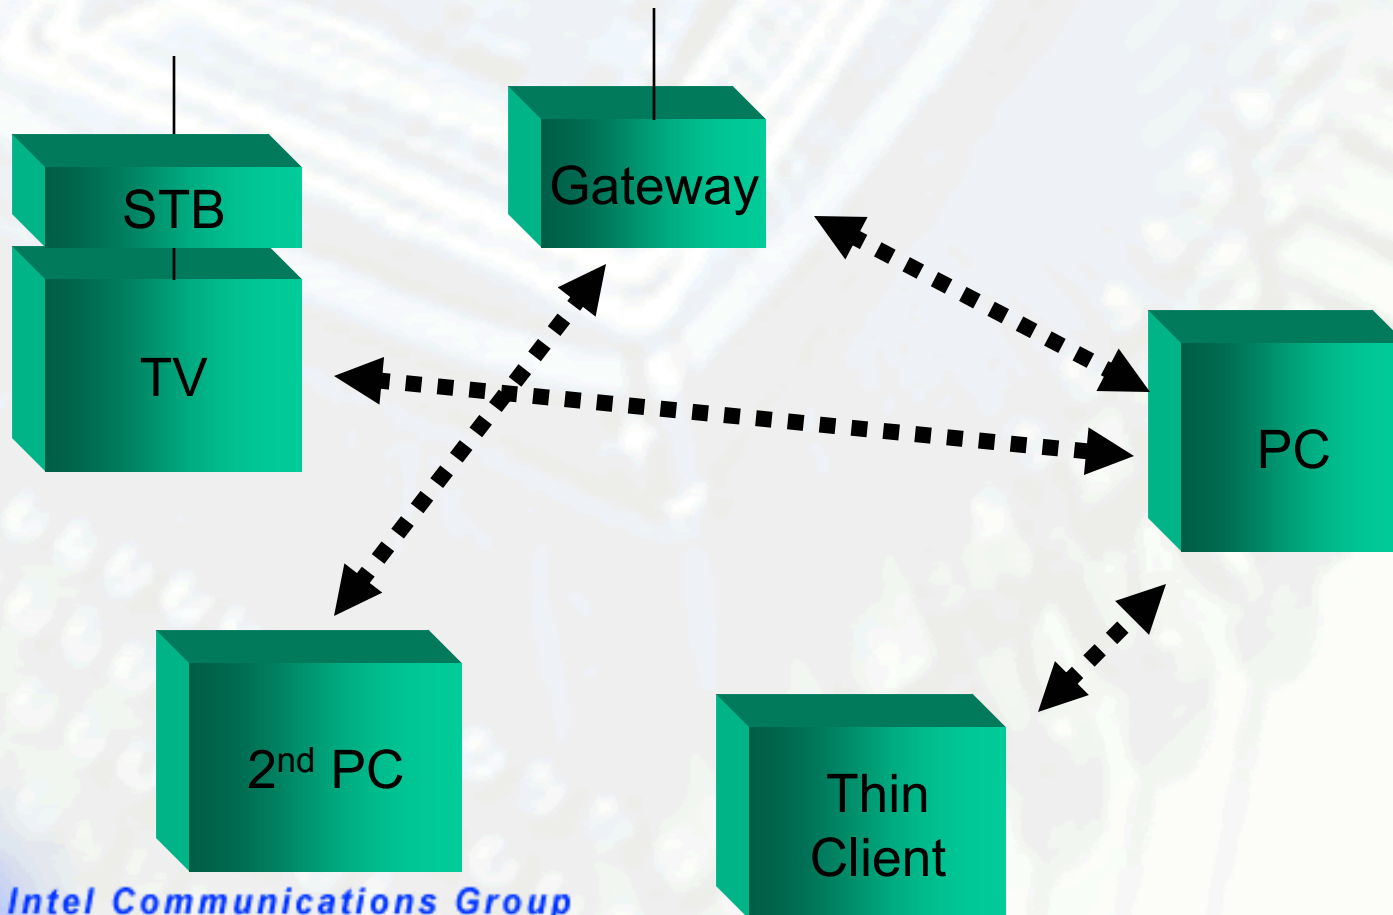 STB
Gateway
TV
PC
2nd PC
Thin
Client
Intel Communications Group